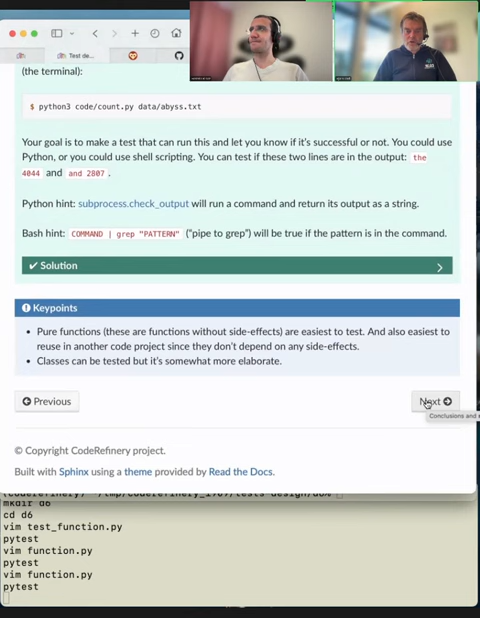 Test de...
(the terminal):
$ python3 code/count.py data/abyss.txt
Your goal is to make a test that can run this and let you know if it's successful or not. You could use
Python, or you could use shell scripting. You can test if these two lines are in the output: the
4044 and and 2807 .
Python hint: subprocess.check_output will run a command and return its output as a string.
Bash hint: COMMAND | grep "PATTERN" ("pipe to grep") will be true if the pattern is in the command.
✔ Solution
Keypoints
• Pure functions (these are functions without side-effects) are easiest to test. And also easiest to
reuse in another code project since they don't depend on any side-effects.
• Classes can be tested but it's somewhat more elaborate.
Previous
Next
Conclusions and
© Copyright CodeRefinery project.
Built with Sphinx using a theme provided by Read the Docs.
mkdir d6
cd d6
vim test_function.py
pytest
vim function.py
pytest
vim function.py
pytest